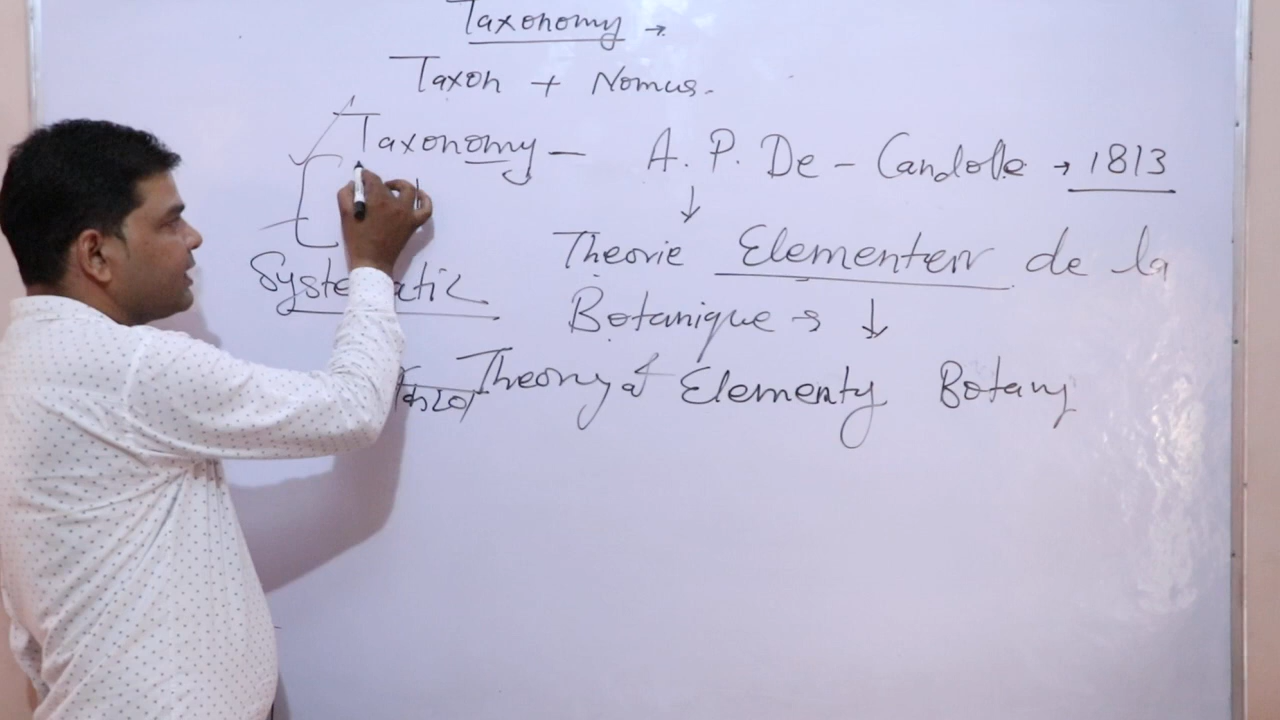 Taxonomy →
Taxon + Nomus.
Taxonomy — A. P. De - Candolle → 1813
↓
Theorie Elementerr de la
Systematic
Botanique → ↓
Theory of Elementy Botany